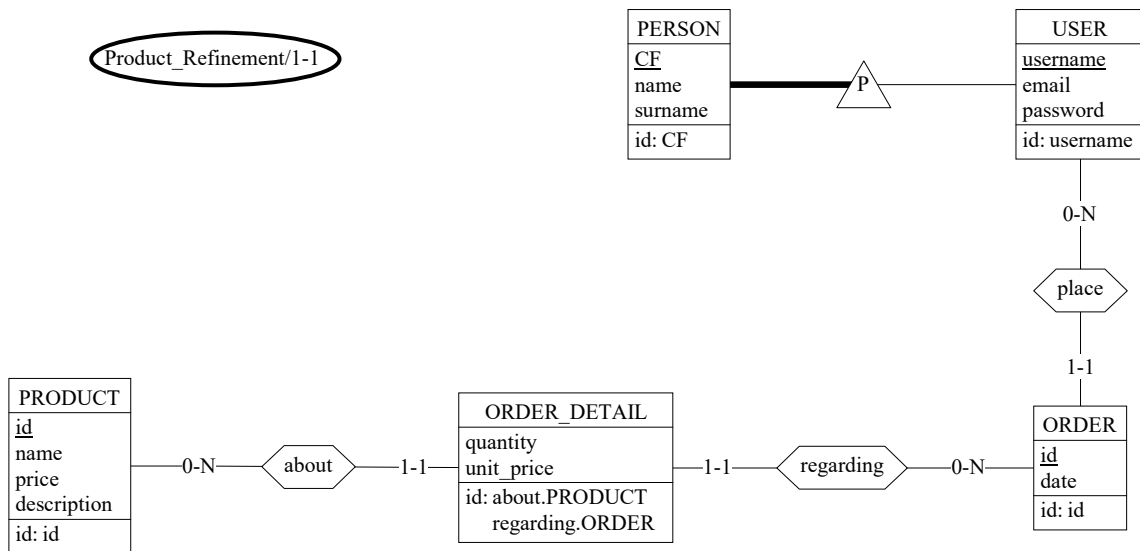 Product_Refinement/1-1
PERSON
CF
name
surname
id: CF
P
USER
username
email
password
id: username
0-N
place
1-1
PRODUCT
id
name
price
description
id: id
0-N
about
1-1
ORDER_DETAIL
quantity
unit_price
id: about.PRODUCT
regarding.ORDER
1-1
regarding
0-N
ORDER
id
date
id: id